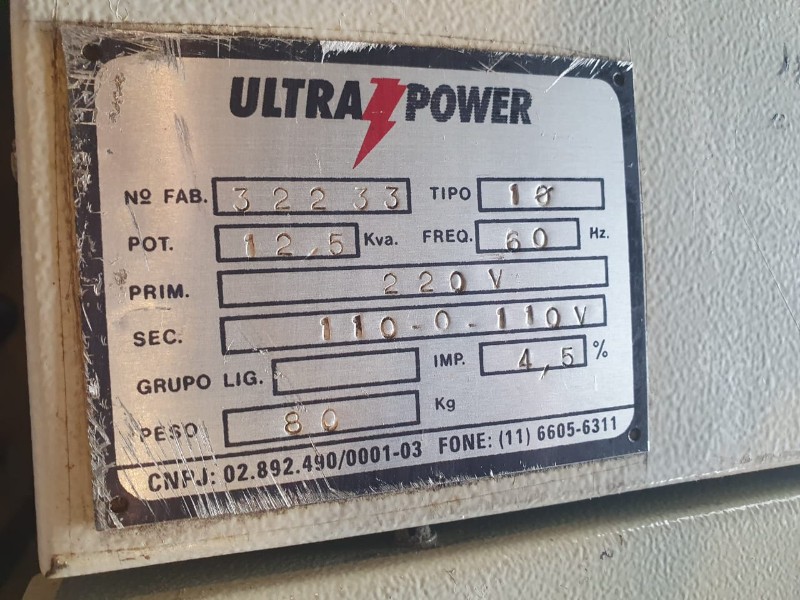 ULTRA POWER
Nº FAB. 32233 TIPO 1Ø
POT. 12,5 Kva. FREQ. 60 Hz.
PRIM. 220V
SEC. 110-0-110V
GRUPO LIG. IMP. 4,5 %
PESO 80 Kg
CNPJ: 02.892.490/0001-03 FONE: (11) 6605-6311